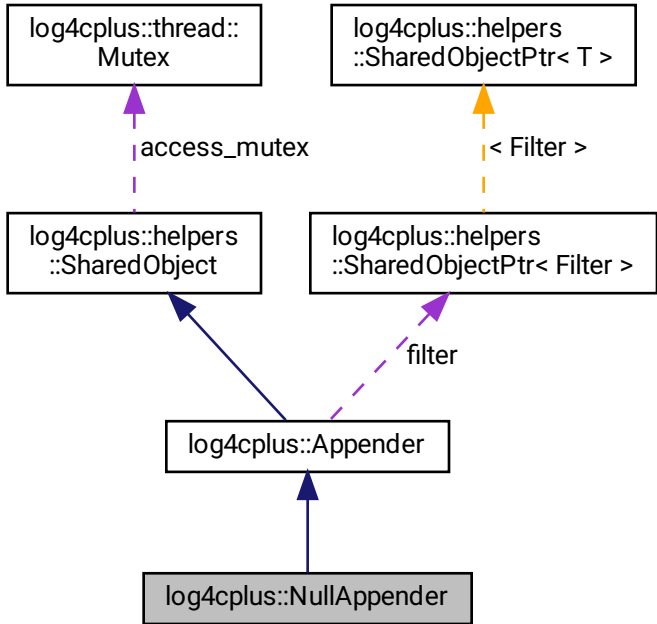 log4cplus::thread::
Mutex
log4cplus::helpers
::SharedObjectPtr< T >
access_mutex
< Filter >
log4cplus::helpers
::SharedObject
log4cplus::helpers
::SharedObjectPtr< Filter >
filter
log4cplus::Appender
log4cplus::NullAppender